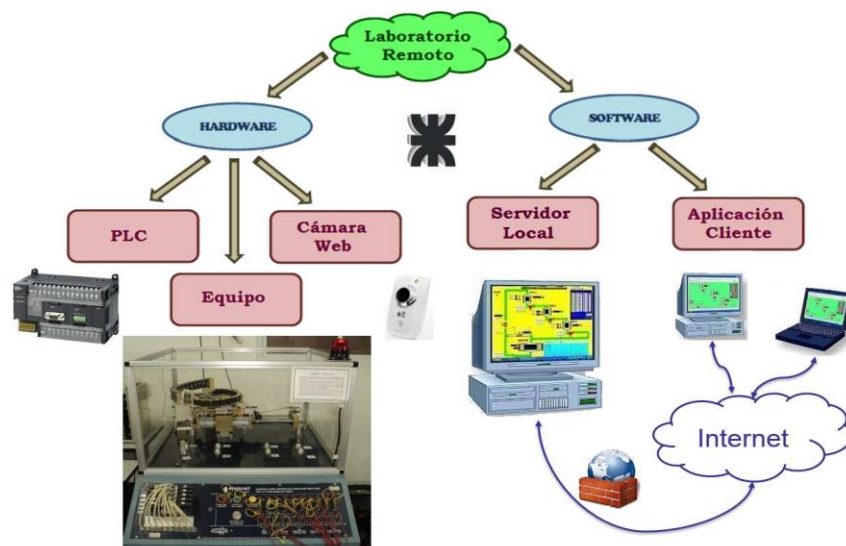 Laboratorio
Remoto
HARDWARE
SOFTWARE
PLC
Cámara
Web
Servidor
Local
Aplicación
Cliente
Equipo
Internet